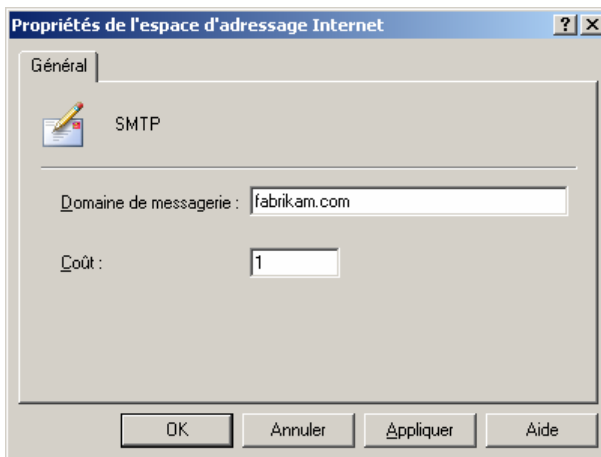 Propriétés de l'espace d'adressage Internet
Général
SMTP
Domaine de messagerie : fabrikam.com
Coût : 1
OK Annuler Appliquer Aide